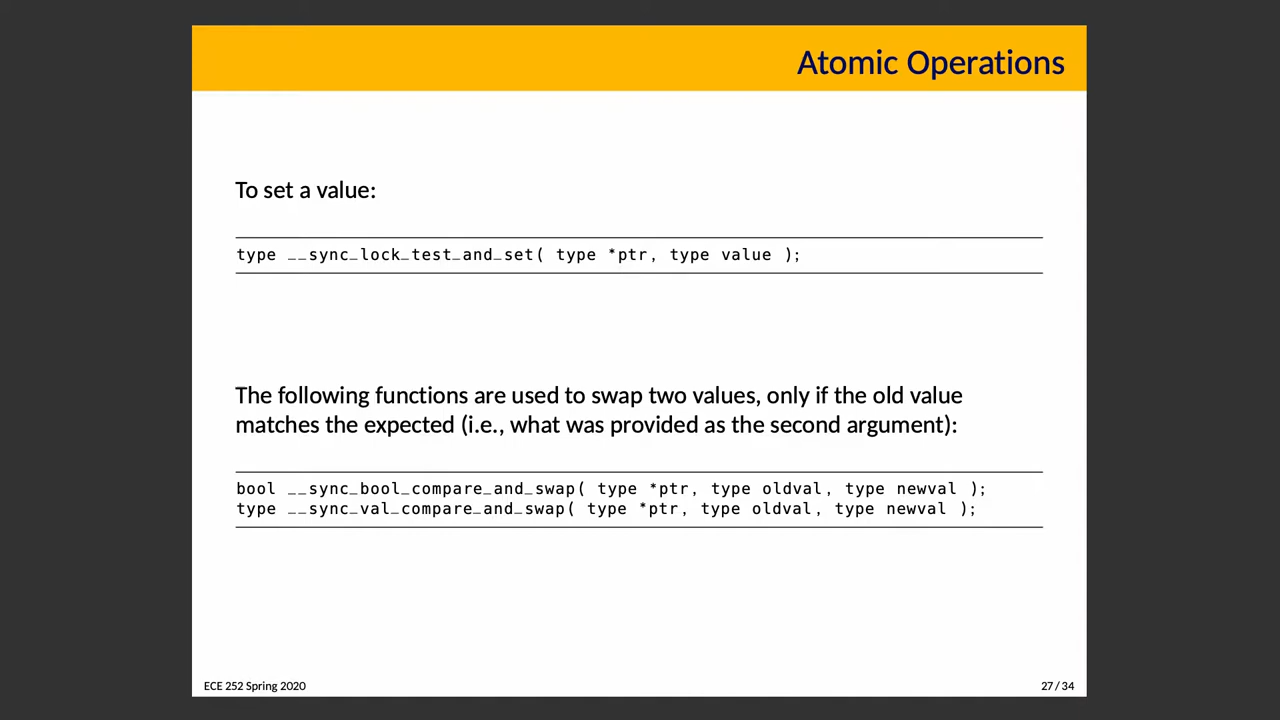 Atomic Operations
To set a value:
type __sync_lock_test_and_set( type *ptr, type value );
The following functions are used to swap two values, only if the old value
matches the expected (i.e., what was provided as the second argument):
bool __sync_bool_compare_and_swap( type *ptr, type oldval, type newval );
type __sync_val_compare_and_swap( type *ptr, type oldval, type newval );
ECE 252 Spring 2020
27 / 34